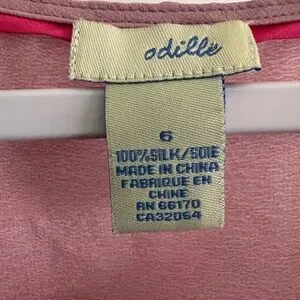 odille
6
100% SILK/SOIE
MADE IN CHINA
FABRIQUE EN
CHINE
RN 66170
CA32054